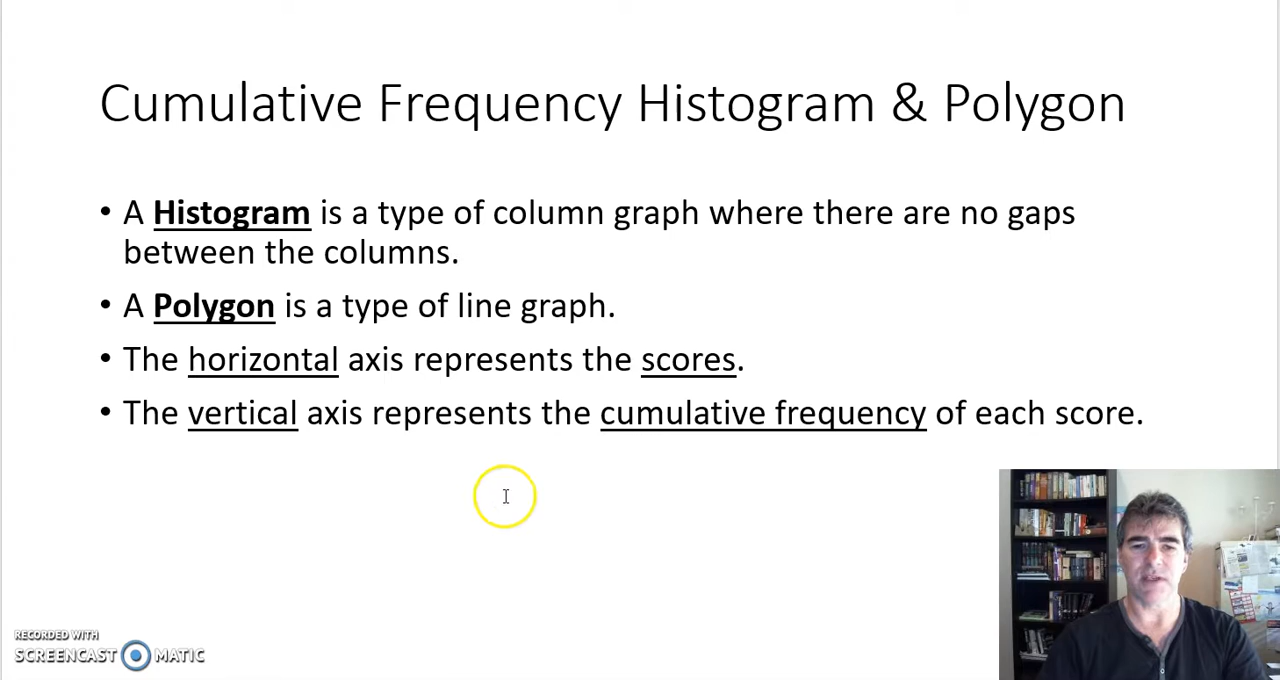 Cumulative Frequency Histogram & Polygon
• A Histogram is a type of column graph where there are no gaps
between the columns.
• A Polygon is a type of line graph.
• The horizontal axis represents the scores.
• The vertical axis represents the cumulative frequency of each score.
RECORDED WITH
SCREENCAST MATIC